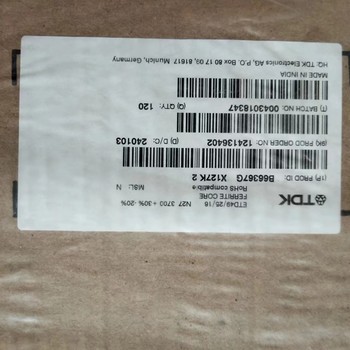 TDK
ETD49/25/16
FERRITE CORE
N27 3700 +30% -20%
RoHS compatible
MSL: N
(1P) PROD ID: B66367G X127K 2
(9K) PROD ORDER NO: 124136402 (D) D/C: 240103
(T) BATCH NO: 0043018347 (Q) QTY: 120
MADE IN INDIA
HQ: TDK Electronics AG, P.O. Box 80 17 09, 81617 Munich, Germany